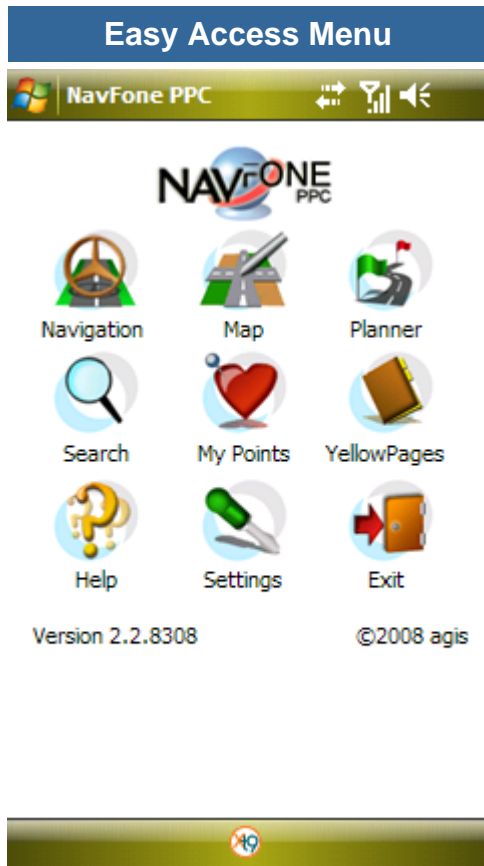 Easy Access Menu
NavFone PPC
NAVFONE
PPC
Navigation Map Planner
Search My Points YellowPages
Help Settings Exit
Version 2.2.8308 ©2008 agis